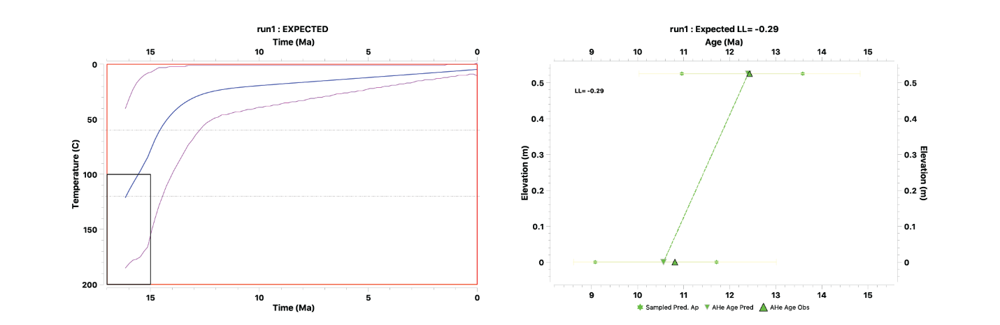 run1 : EXPECTED
Time (Ma)
15 10 5 0
0
50
100
150
200
Temperature (C)
15 10 5 0
Time (Ma)
run1 : Expected LL= -0.29
Age (Ma)
9 10 11 12 13 14 15
LL= -0.29
0.5 0.5
0.4 0.4
0.3 0.3
0.2 0.2
0.1 0.1
0 0
Elevation (m)
Elevation (m)
9 10 11 12 13 14 15
Sampled Pred. Ap AHe Age Pred AHe Age Obs